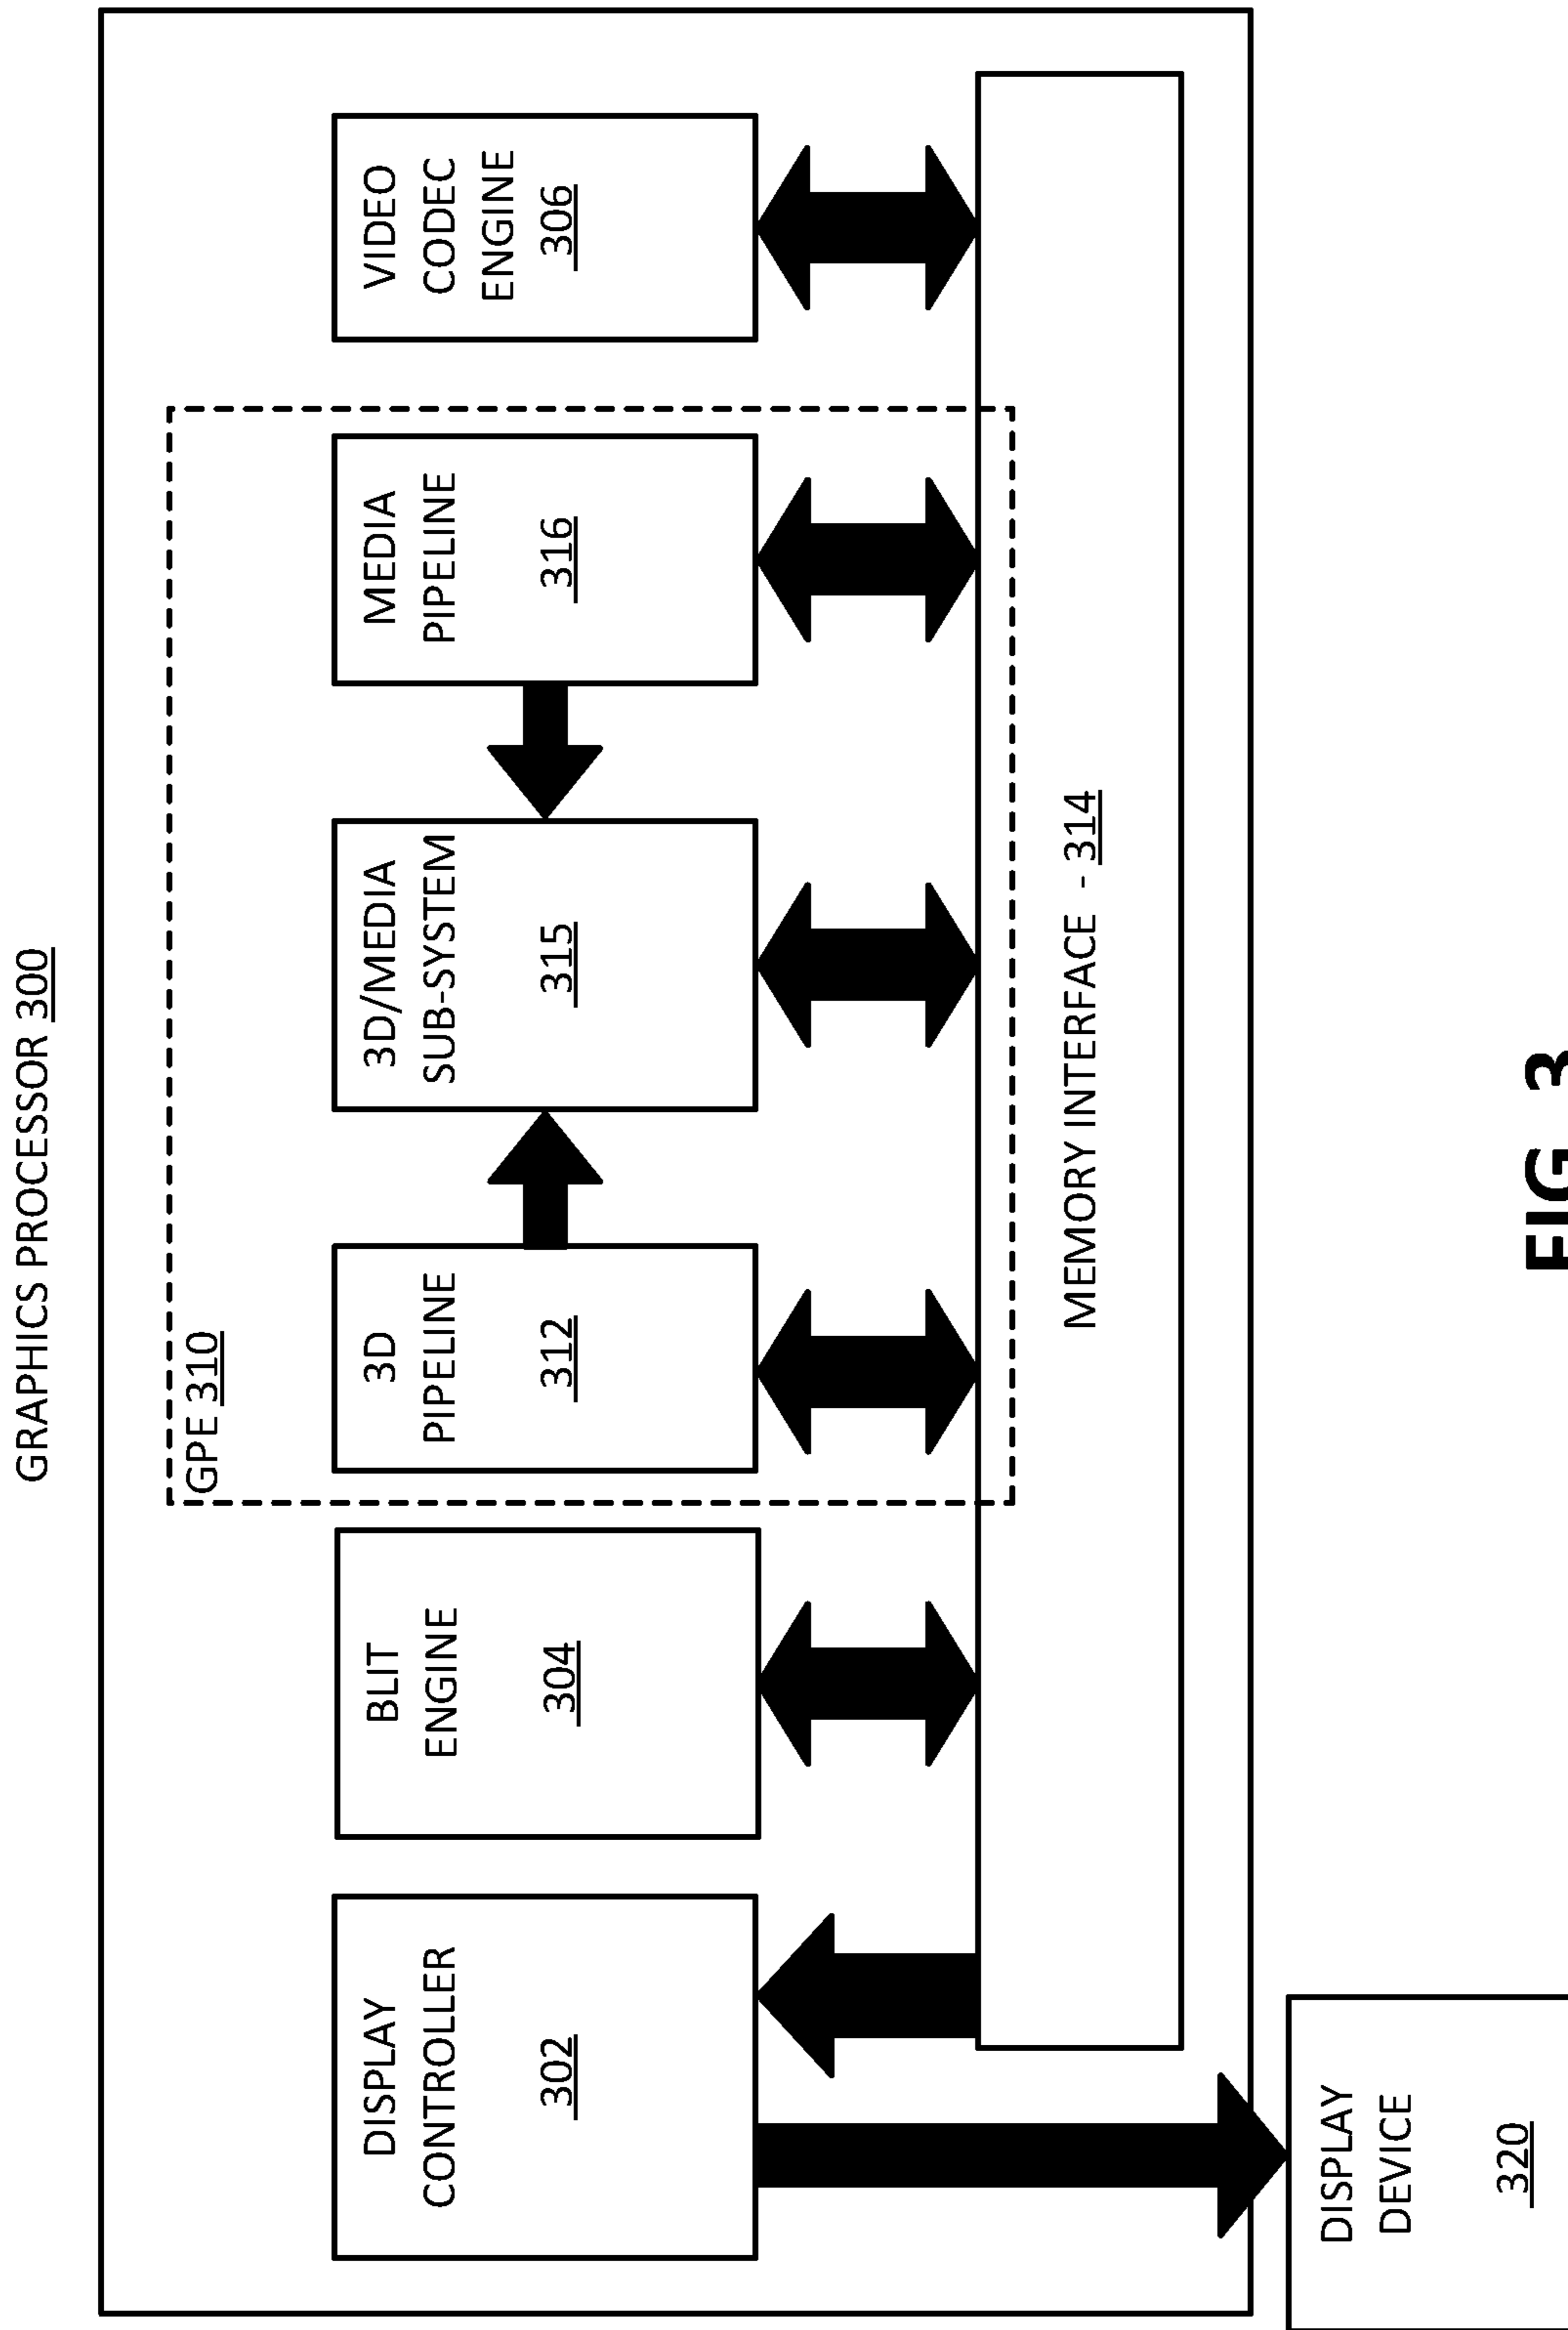 GRAPHICS PROCESSOR 300
GPE 310
DISPLAY
CONTROLLER
302
BLIT
ENGINE
304
3D
PIPELINE
312
3D/MEDIA
SUB-SYSTEM
315
MEDIA
PIPELINE
316
VIDEO
CODEC
ENGINE
306
MEMORY INTERFACE - 314
DISPLAY
DEVICE
320
FIG. 3